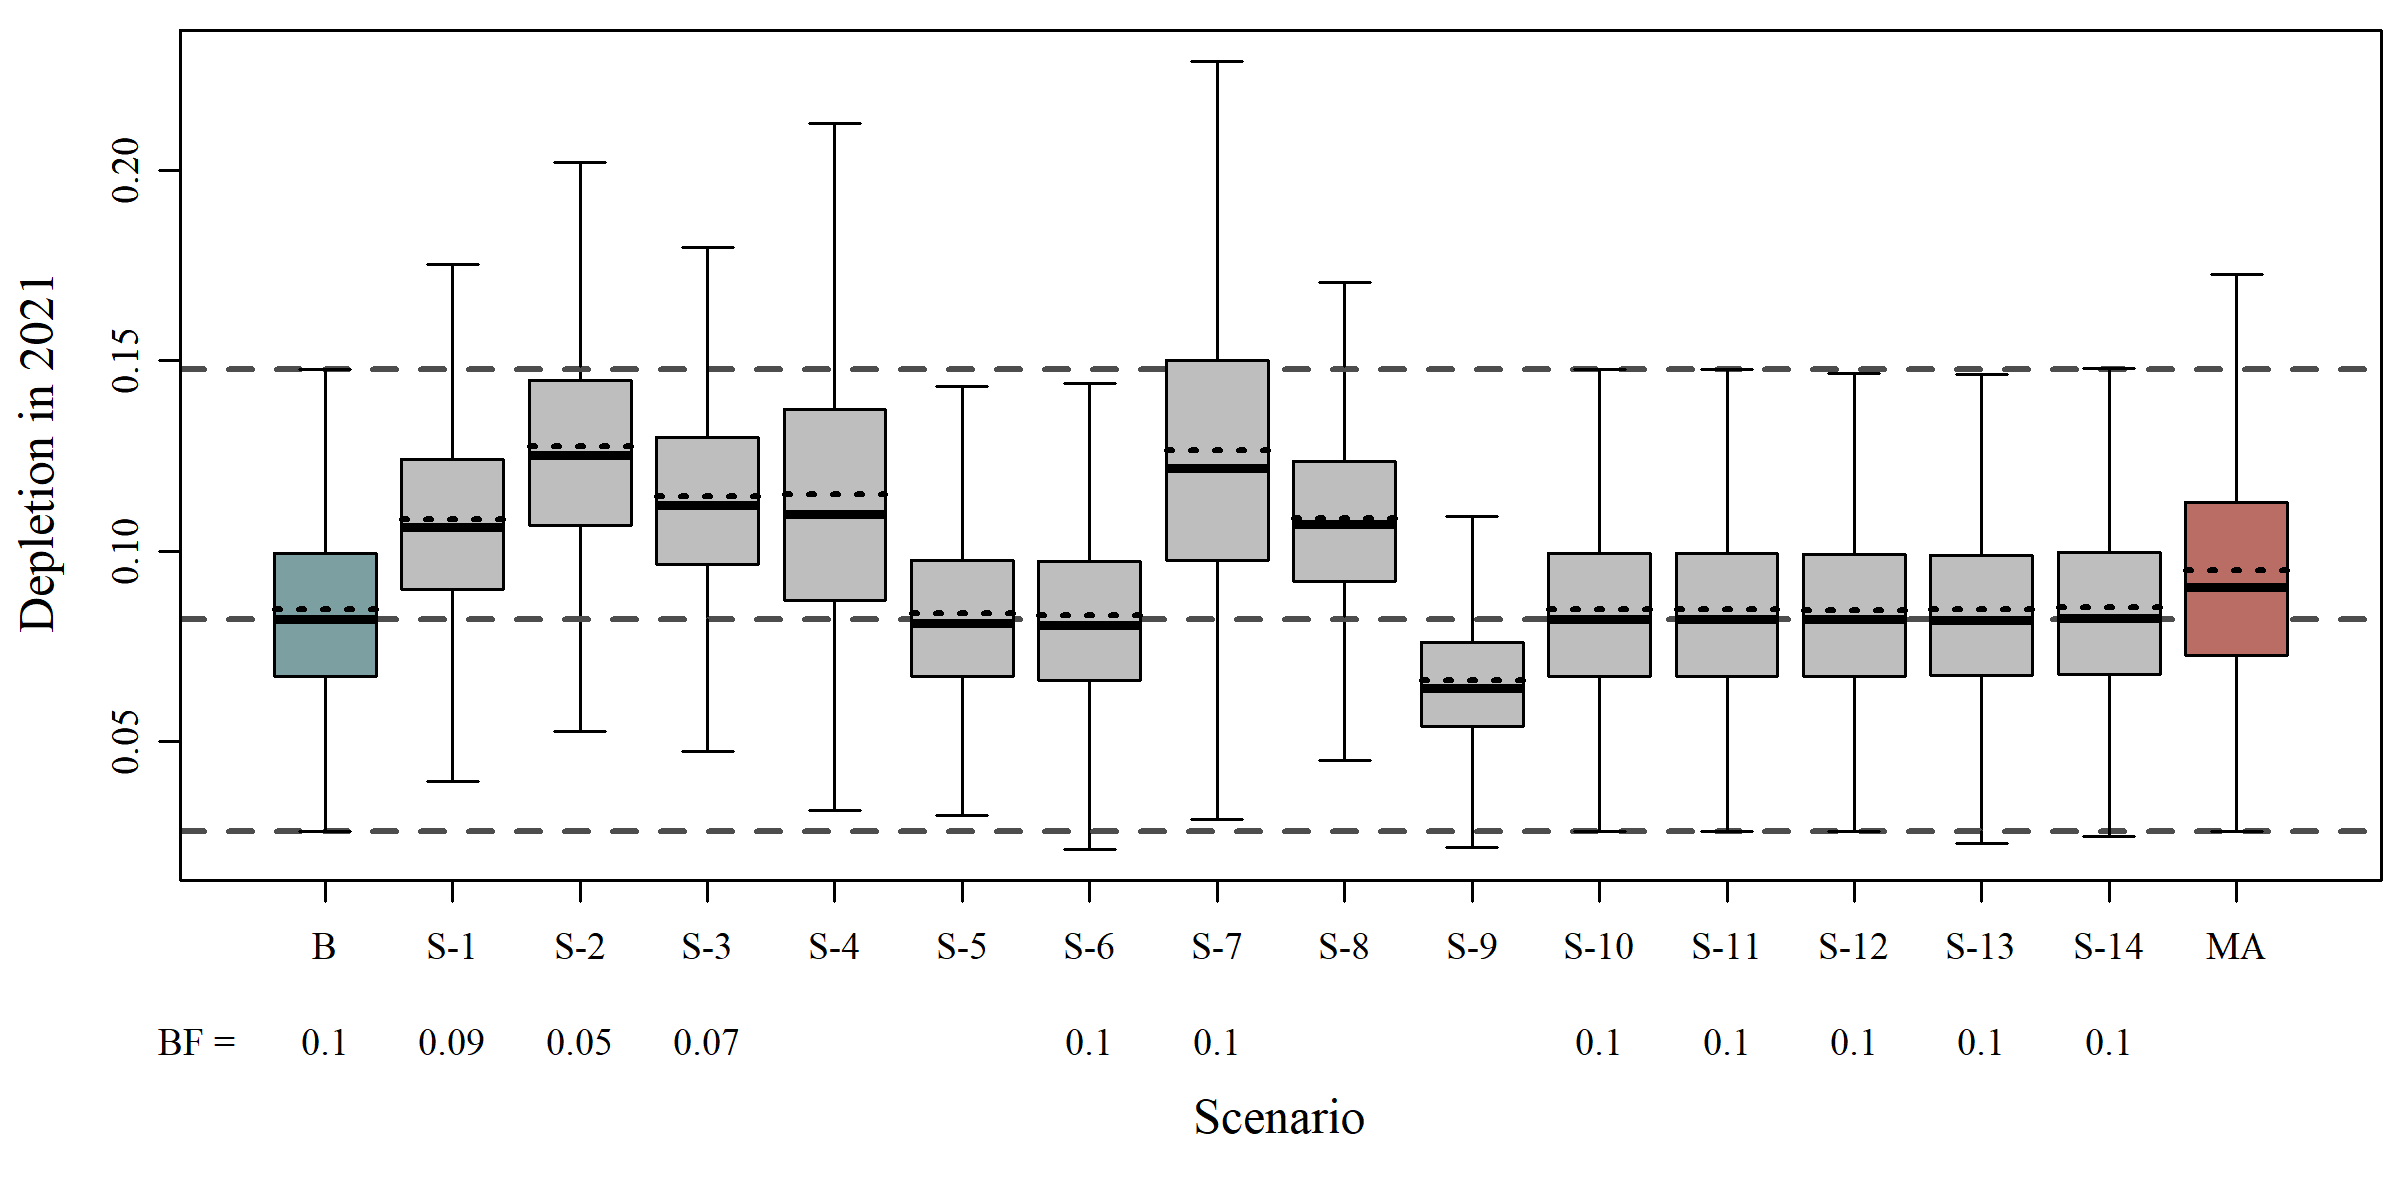 Depletion in 2021
0.20
0.15
0.10
0.05
B S-1 S-2 S-3 S-4 S-5 S-6 S-7 S-8 S-9 S-10 S-11 S-12 S-13 S-14 MA
BF = 0.1 0.09 0.05 0.07 0.1 0.1 0.1 0.1 0.1 0.1 0.1
Scenario